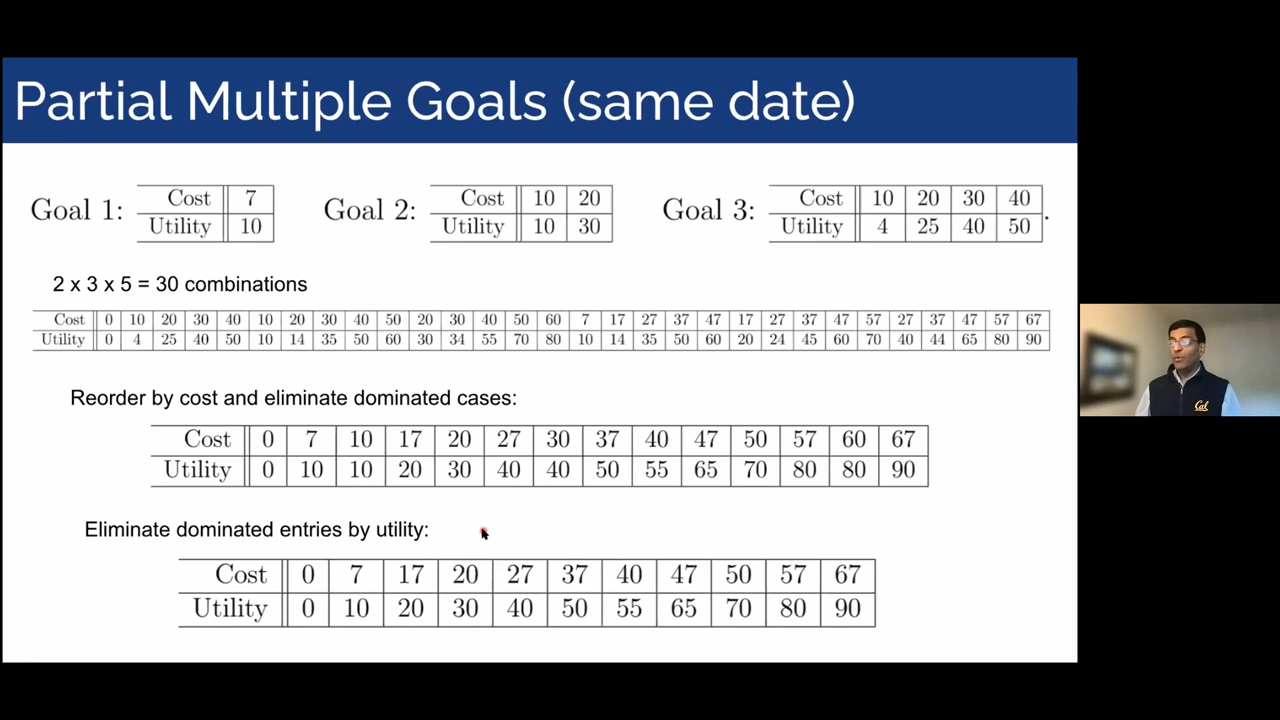 Partial Multiple Goals (same date)
Goal 1: Cost 7 Goal 2: Cost 10 20 Goal 3: Cost 10 20 30 40
Utility 10 Utility 10 30 Utility 4 25 40 50 .
2 x 3 x 5 = 30 combinations
Cost 0 10 20 30 40 10 20 30 40 50 20 30 40 50 60 7 17 27 37 47 17 27 37 47 57 27 37 47 57 67
Utility 0 4 25 40 50 10 14 35 50 60 30 34 55 70 80 10 14 35 50 60 20 24 45 60 70 40 44 65 80 90
Reorder by cost and eliminate dominated cases:
Cost 0 7 10 17 20 27 30 37 40 47 50 57 60 67
Utility 0 10 10 20 30 40 40 50 55 65 70 80 80 90
Eliminate dominated entries by utility:
Cost 0 7 17 20 27 37 40 47 50 57 67
Utility 0 10 20 30 40 50 55 65 70 80 90
Cal